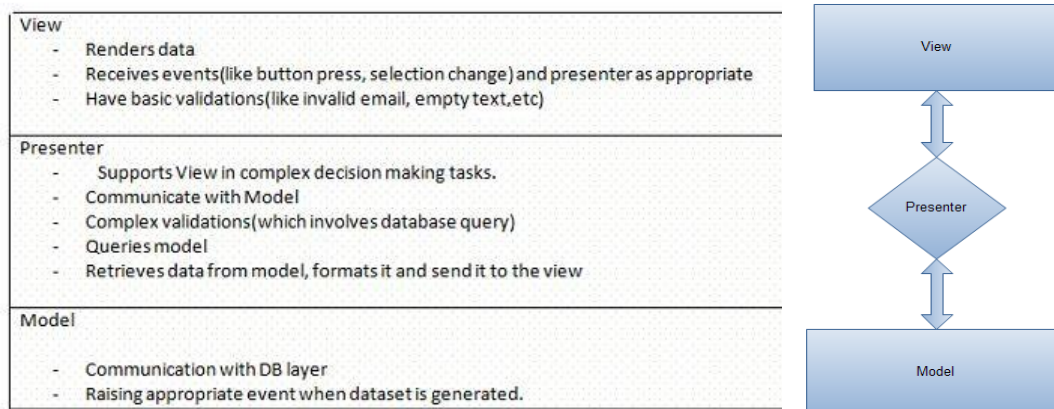 View
- Renders data
- Receives events(like button press, selection change) and presenter as appropriate
- Have basic validations(like invalid email, empty text,etc)
Presenter
- Supports View in complex decision making tasks.
- Communicate with Model
- Complex validations(which involves database query)
- Queries model
- Retrieves data from model, formats it and send it to the view
Model
- Communication with DB layer
- Raising appropriate event when dataset is generated.
View
Presenter
Model